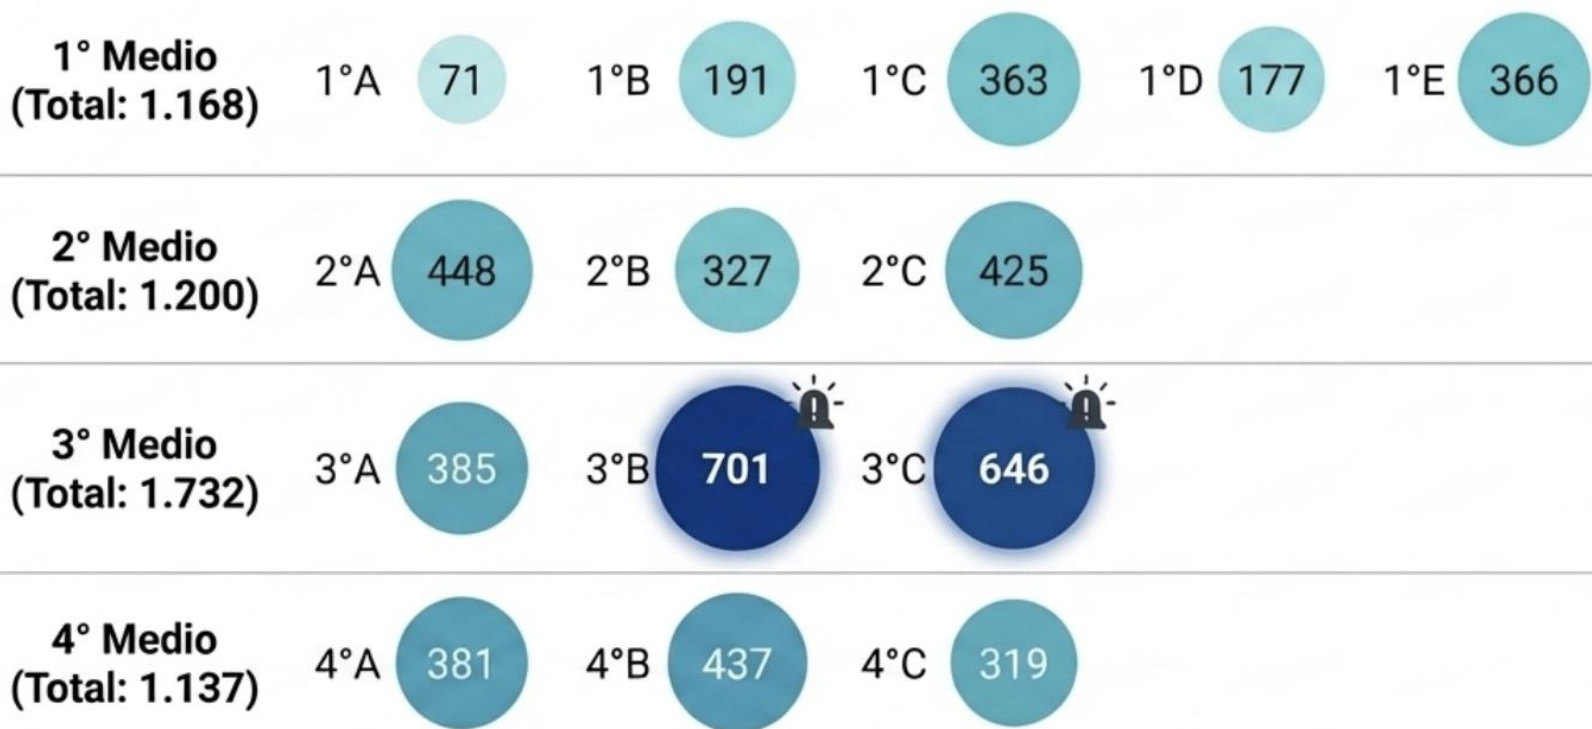 1° Medio
(Total: 1.168)
1°A 71 1°B 191 1°C 363 1°D 177 1°E 366
2° Medio
(Total: 1.200)
2°A 448 2°B 327 2°C 425
3° Medio
(Total: 1.732)
3°A 385 3°B 701 3°C 646
4° Medio
(Total: 1.137)
4°A 381 4°B 437 4°C 319